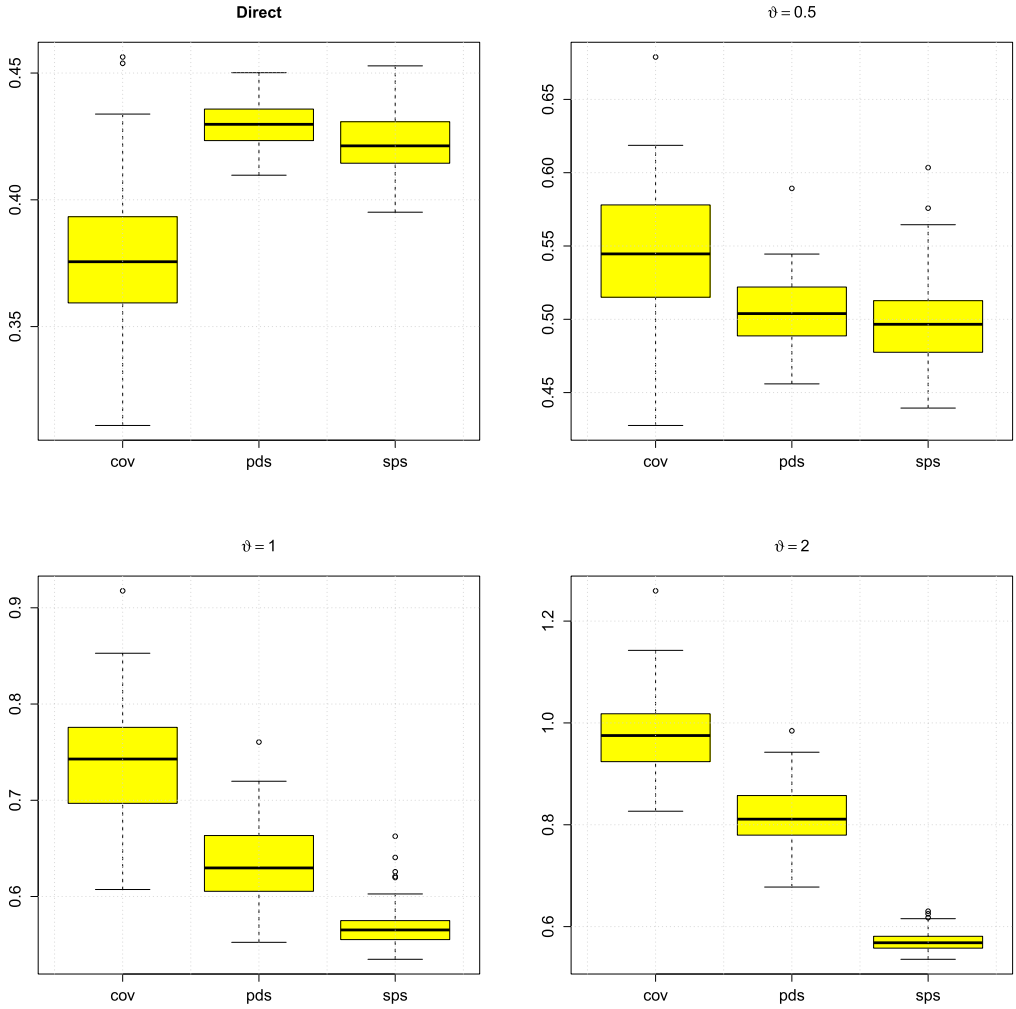 Direct
0.45
0.40
0.35
cov pds sps
ϑ = 0.5
0.65
0.60
0.55
0.50
0.45
cov pds sps
ϑ = 1
0.9
0.8
0.7
0.6
cov pds sps
ϑ = 2
1.2
1.0
0.8
0.6
cov pds sps